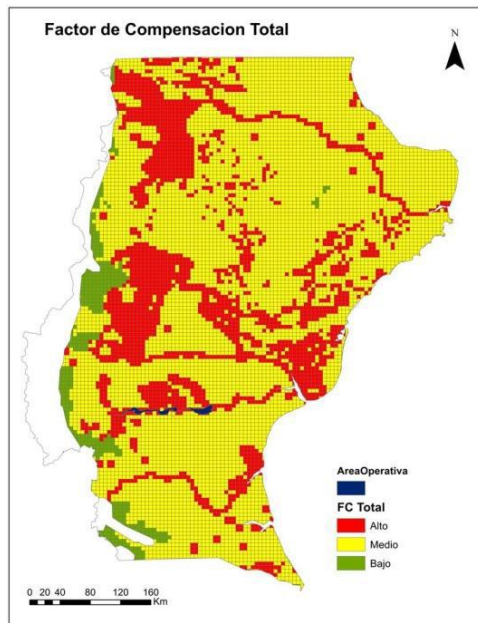 Factor de Compensacion Total
N
AreaOperativa
FC Total
Alto
Medio
Bajo
0 20 40 80 120 160
Km